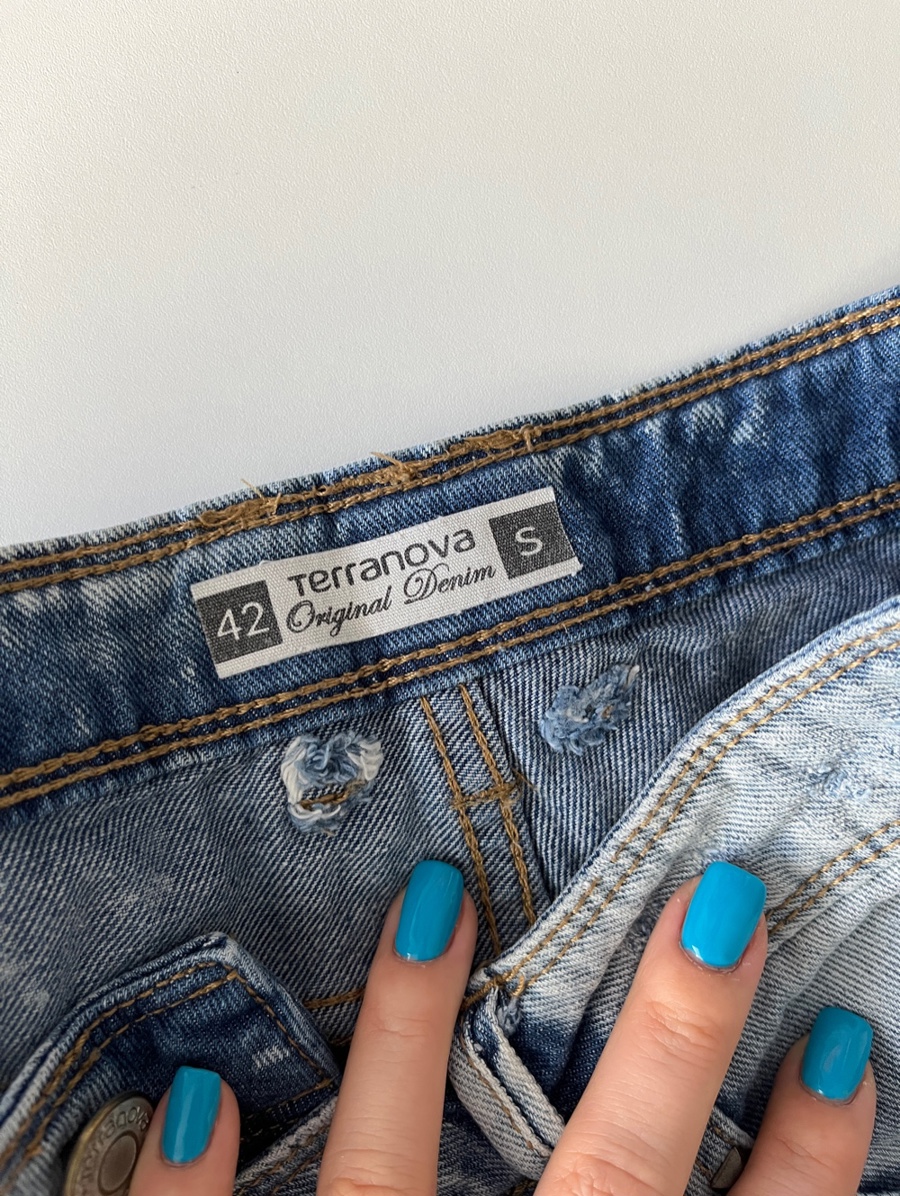 42
Terranova
Original Denim
S